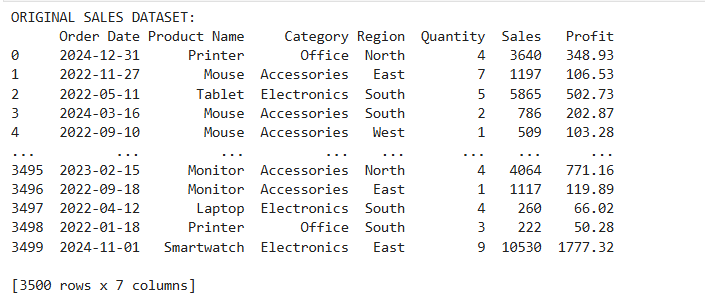 ORIGINAL SALES DATASET:
Order Date Product Name Category Region Quantity Sales Profit
0 2024-12-31 Printer Office North 4 3640 348.93
1 2022-11-27 Mouse Accessories East 7 1197 106.53
2 2022-05-11 Tablet Electronics South 5 5865 502.73
3 2024-03-16 Mouse Accessories South 2 786 202.87
4 2022-09-10 Mouse Accessories West 1 509 103.28
... ... ... ... ... ... ... ...
3495 2023-02-15 Monitor Accessories North 4 4064 771.16
3496 2022-09-18 Monitor Accessories East 1 1117 119.89
3497 2022-04-12 Laptop Electronics South 4 260 66.02
3498 2022-01-18 Printer Office South 3 222 50.28
3499 2024-11-01 Smartwatch Electronics East 9 10530 1777.32
[3500 rows x 7 columns]